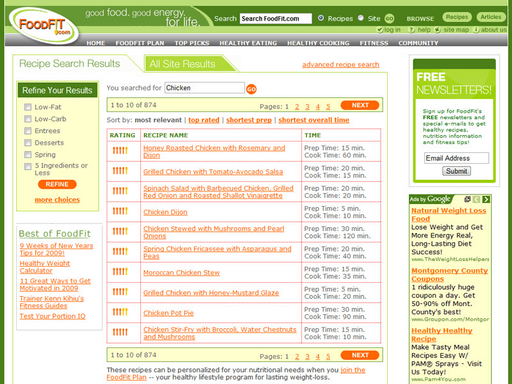 FOODFIT
.com
good food. good energy.
for life.
Search
Search FoodFit.com
Recipes
Site
GO
BROWSE
Recipes
Articles
log in
help
site map
about us
HOME
FOODFIT PLAN
TOP PICKS
HEALTHY EATING
HEALTHY COOKING
FITNESS
COMMUNITY
Recipe Search Results
All Site Results
advanced recipe search
Refine Your Results
Low-Fat
Low-Carb
Entrees
Desserts
Spring
5 Ingredients or
Less
REFINE
more choices
Best of FoodFit
9 Weeks of New Years
Tips for 2009!
Healthy Weight
Calculator
11 Great Ways to Get
Motivated in 2009
Trainer Kenn Kihiu's
Fitness Guides
Test Your Portion IQ
You searched for
Chicken
GO
1 to 10 of 874
Pages: 1 2 3 4 5
NEXT
Sort by: most relevant | top rated | shortest prep | shortest overall time
RATING
RECIPE NAME
TIME
Honey Roasted Chicken with Rosemary and
Dijon
Prep Time: 15 min.
Cook Time: 60 min.
Grilled Chicken with Tomato-Avocado Salsa
Prep Time: 20 min.
Cook Time: 15 min.
Spinach Salad with Barbecued Chicken, Grilled
Red Onion and Roasted Shallot Vinaigrette
Prep Time: 20 min.
Cook Time: 20 min.
Chicken Dijon
Prep Time: 5 min.
Cook Time: 10 min.
Chicken Stewed with Mushrooms and Pearl
Onions
Prep Time: 30 min.
Cook Time: 120 min.
Spring Chicken Fricassee with Asparagus and
Peas
Prep Time: 20 min.
Cook Time: 40 min.
Moroccan Chicken Stew
Prep Time: 15 min.
Cook Time: 35 min.
Grilled Chicken with Honey-Mustard Glaze
Prep Time: 5 min.
Cook Time: 20 min.
Chicken Pot Pie
Prep Time: 30 min.
Cook Time: 90 min.
Chicken Stir-Fry with Broccoli, Water Chestnuts
and Mushrooms
Prep Time: 15 min.
Cook Time: 10 min.
1 to 10 of 874
Pages: 1 2 3 4 5
NEXT
These recipes can be personalized for your nutritional needs when you join
the FoodFit Plan -- your healthy lifestyle program for lasting weight-loss.
FREE
NEWSLETTERS!
Sign up for FoodFit's
FREE newsletters and
special e-mails to get
healthy recipes,
nutrition information
and fitness tips!
Email Address
Submit
Ads by Google
Natural Weight Loss
Food
Lose Weight and Get
More Energy Real,
Long-Lasting Diet
Success!
www.TheWeightLossHelpers
Montgomery County
Coupons
1 ridiculously huge
coupon a day. Get
50-90% off Mont.
County's best!
www.Groupon.com/Montgor
Healthy Healthy
Recipe
Make Tasty Meal
Recipes Easy W/
PAM® Sprays - Visit
Us Today!
www.Pam4You.com